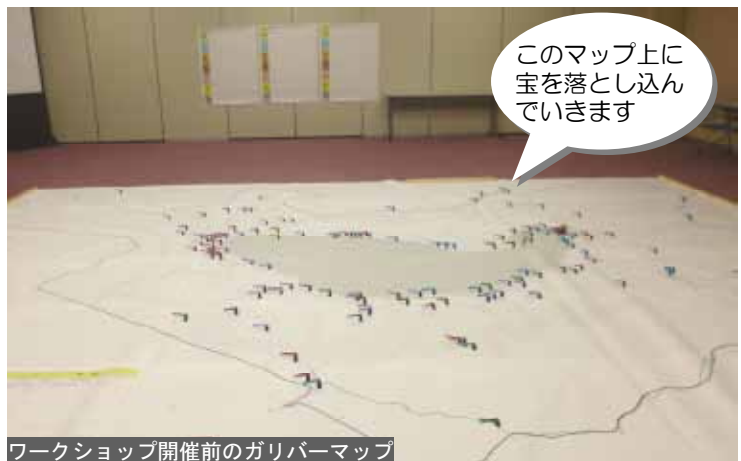 このマップ上に
宝を落とし込ん
でいきます
ワークショップ開催前のガリバーマップ